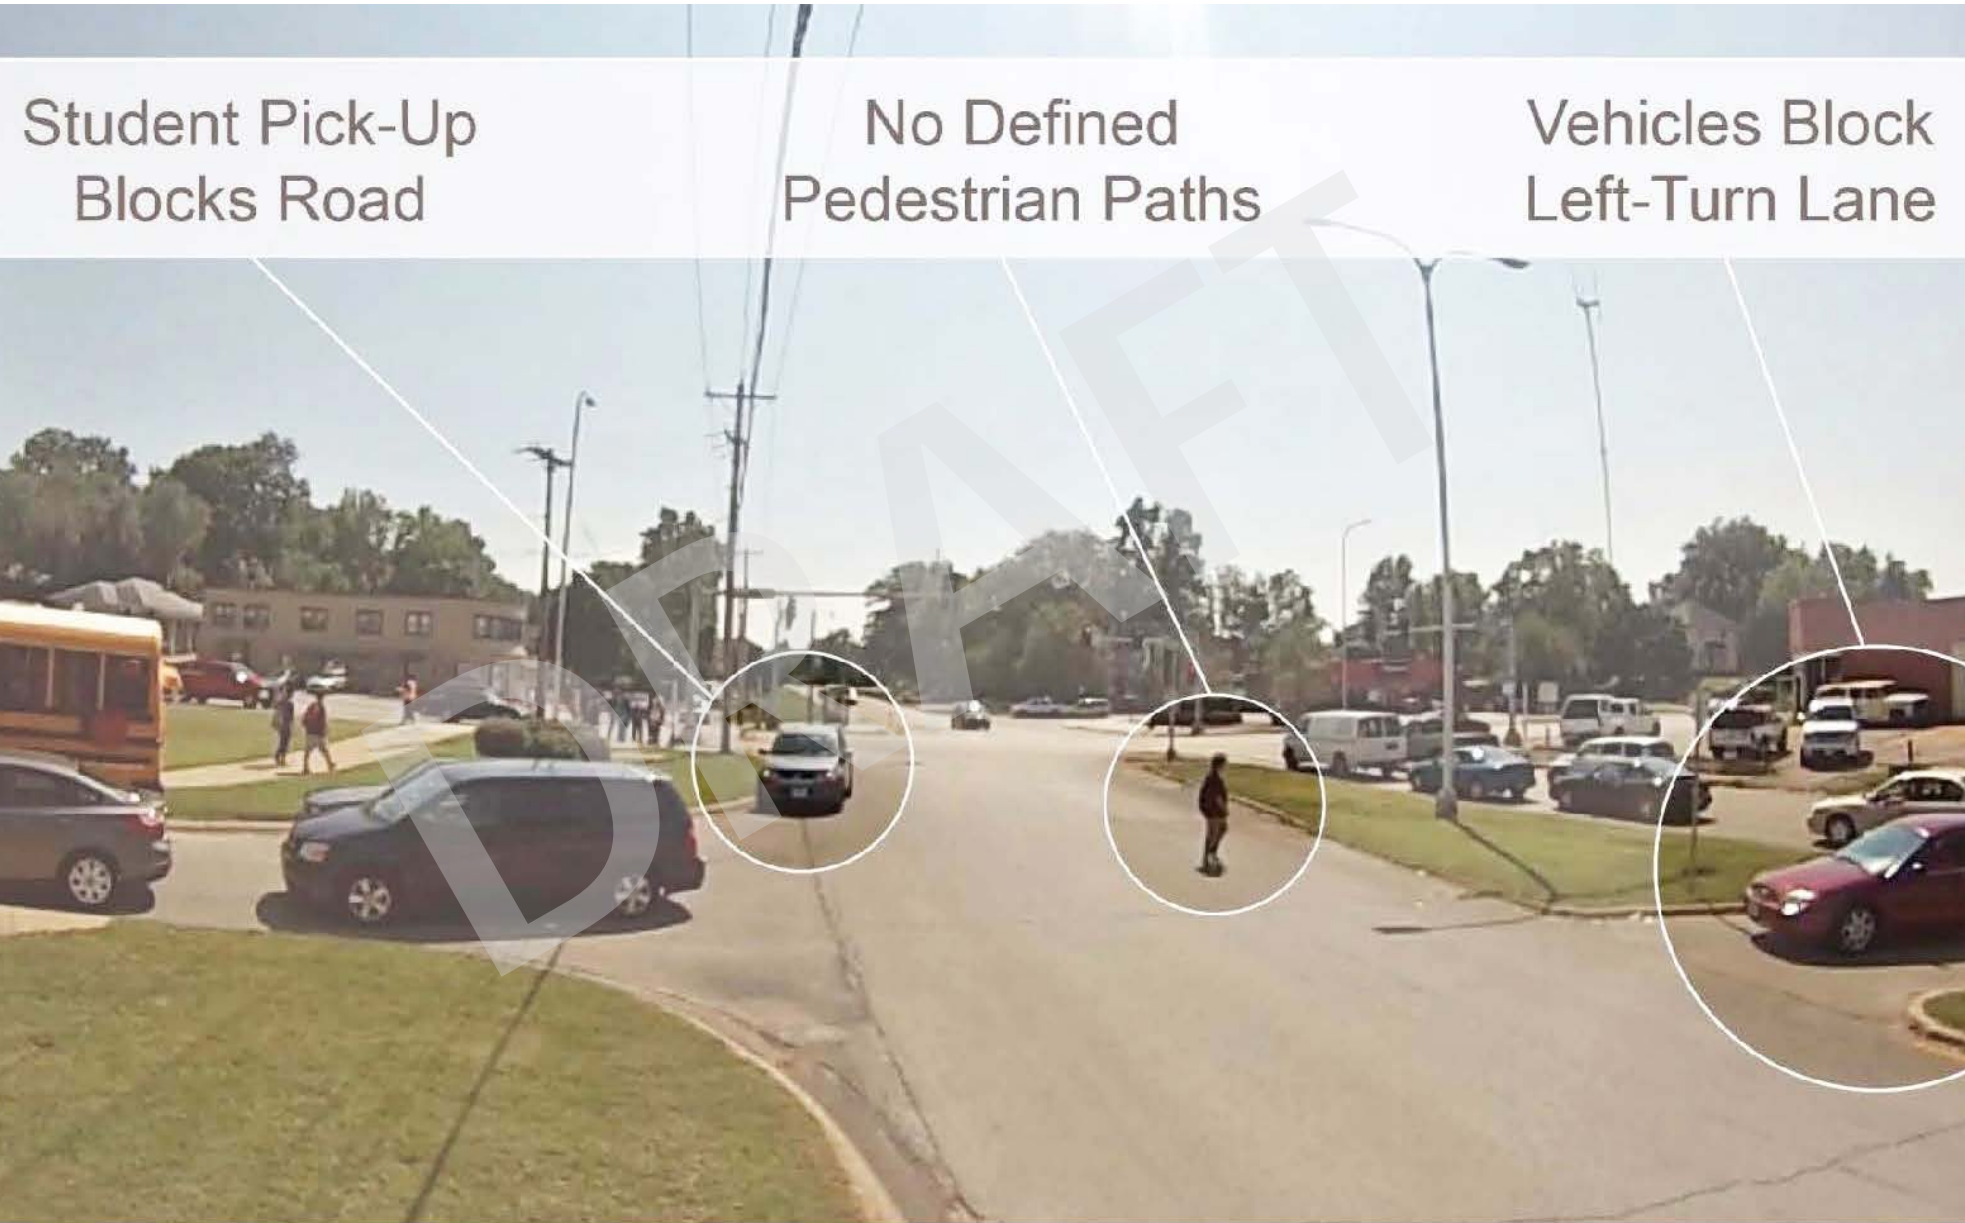 Student Pick-Up
Blocks Road
No Defined
Pedestrian Paths
Vehicles Block
Left-Turn Lane
DRAFT